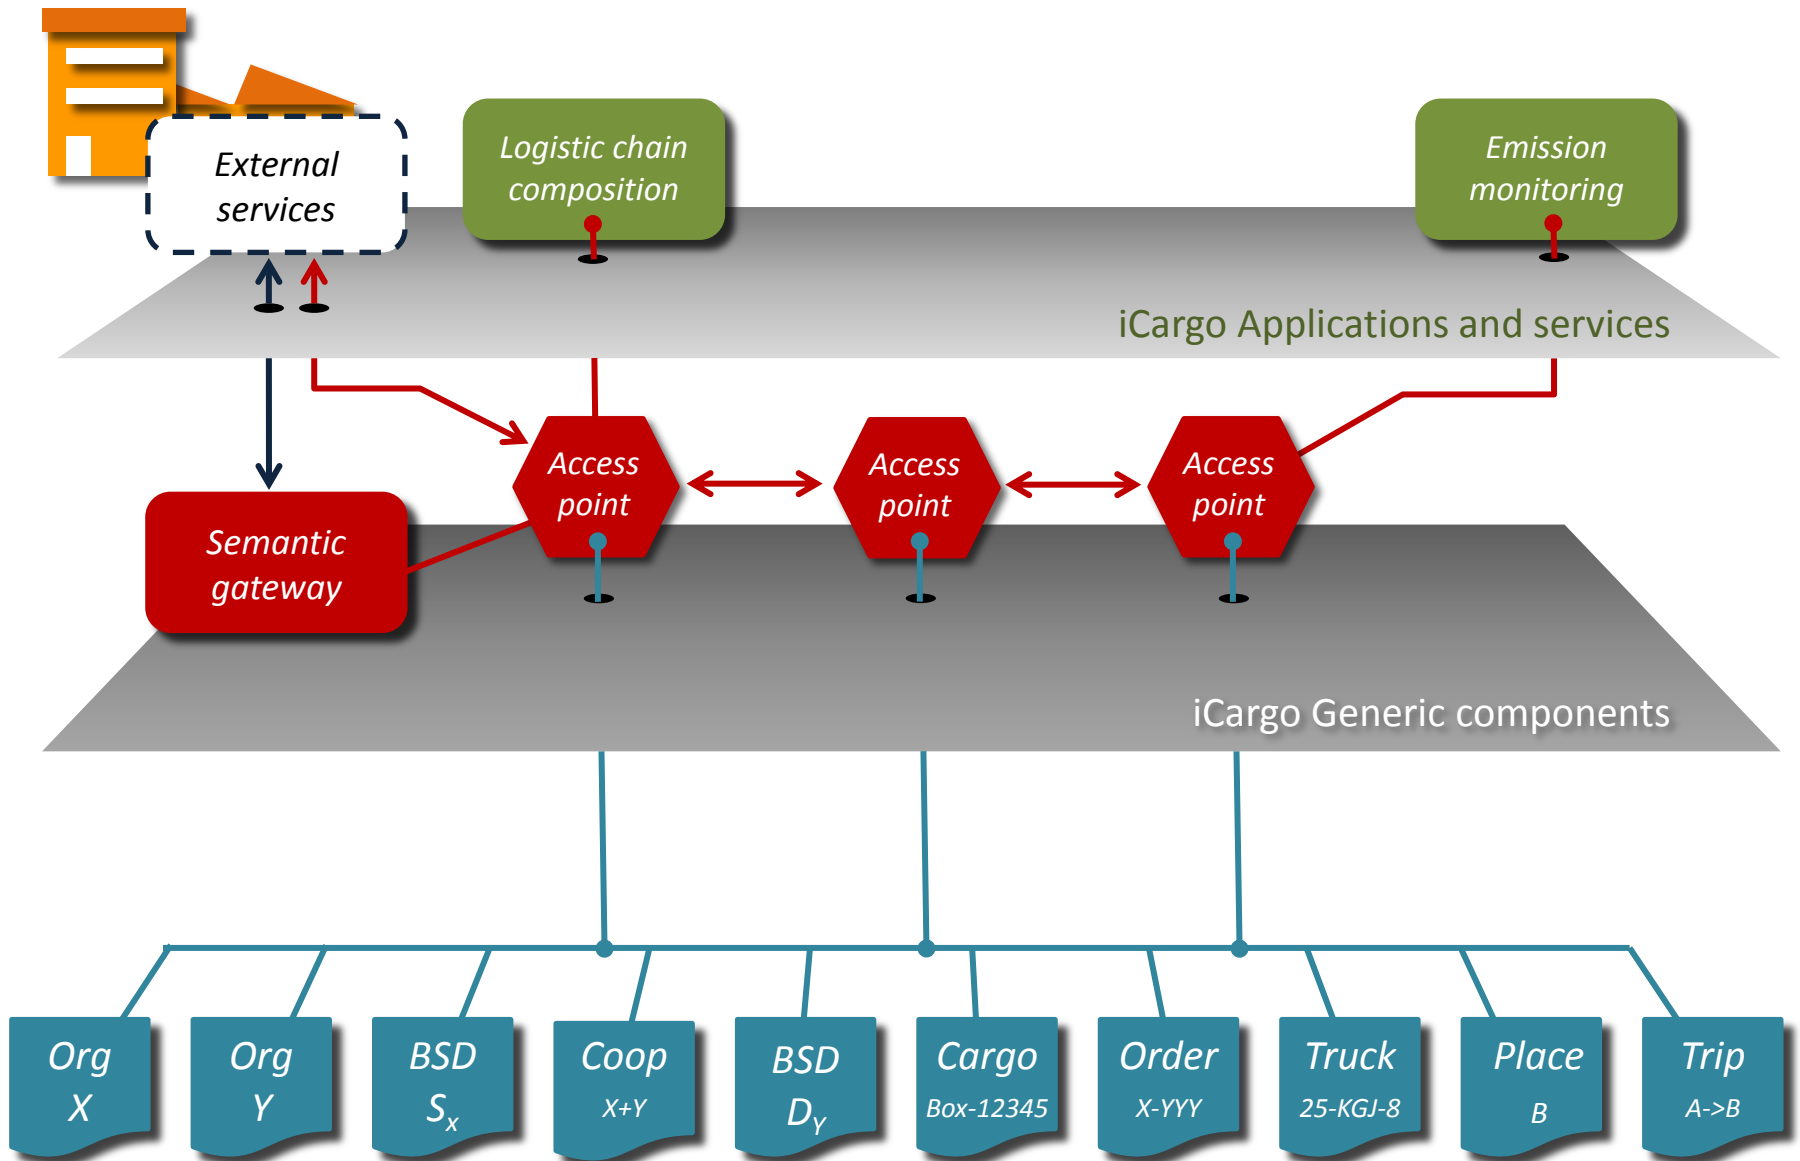 External
services
Logistic chain
composition
Emission
monitoring
iCargo Applications and services
Access
point
Access
point
Access
point
Semantic
gateway
iCargo Generic components
Org
X
Org
Y
BSD
Sx
Coop
X+Y
BSD
DY
Cargo
Box-12345
Order
X-YYY
Truck
25-KGJ-8
Place
B
Trip
A->B